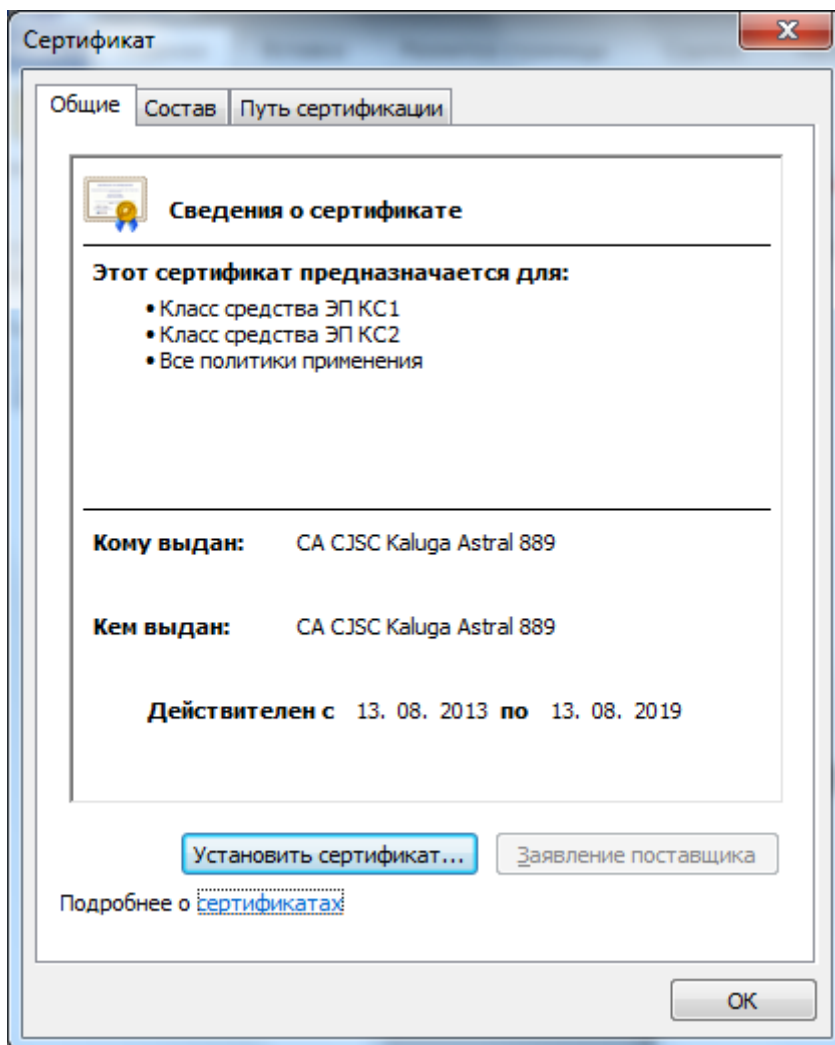 Сертификат
Общие Состав Путь сертификации
Сведения о сертификате
Этот сертификат предназначается для:
• Класс средства ЭП КС1
• Класс средства ЭП КС2
• Все политики применения
Кому выдан: CA CJSC Kaluga Astral 889
Кем выдан: CA CJSC Kaluga Astral 889
Действителен с 13. 08. 2013 по 13. 08. 2019
Установить сертификат... Заявление поставщика
Подробнее о сертификатах
ОК